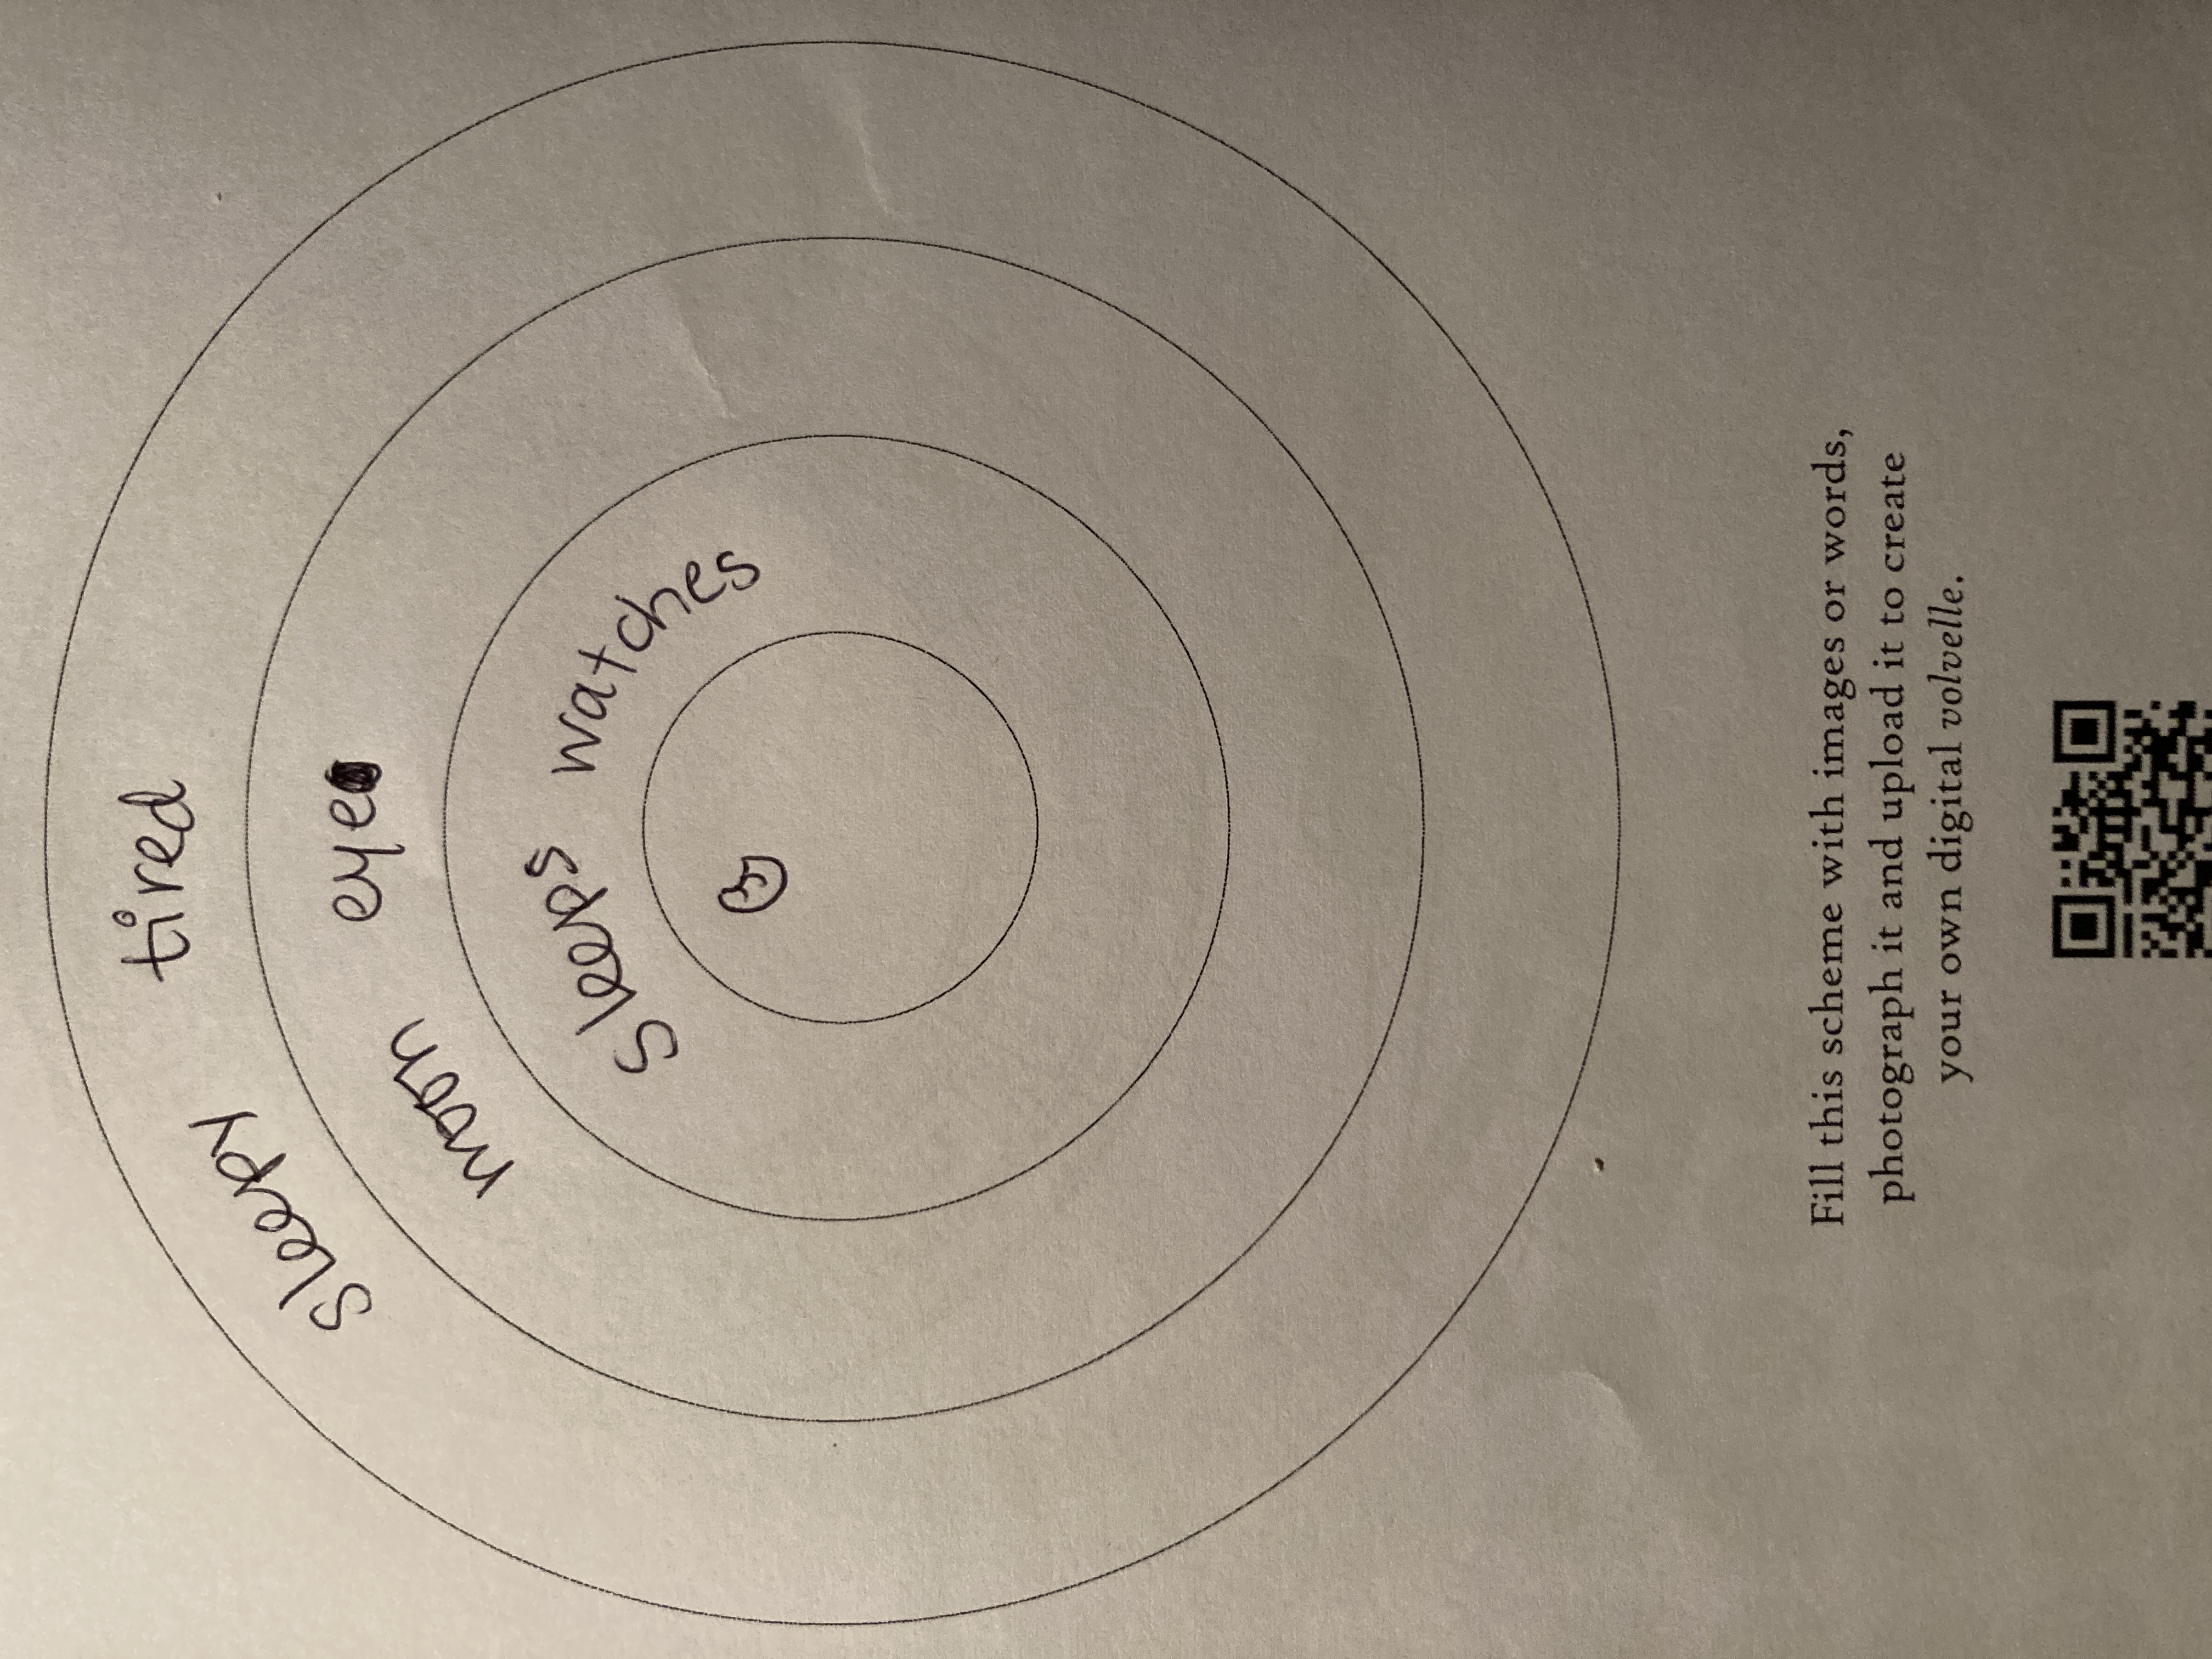 sleepy tired
moon eye
sleeps watches
Fill this scheme with images or words,
photograph it and upload it to create
your own digital volvelle.